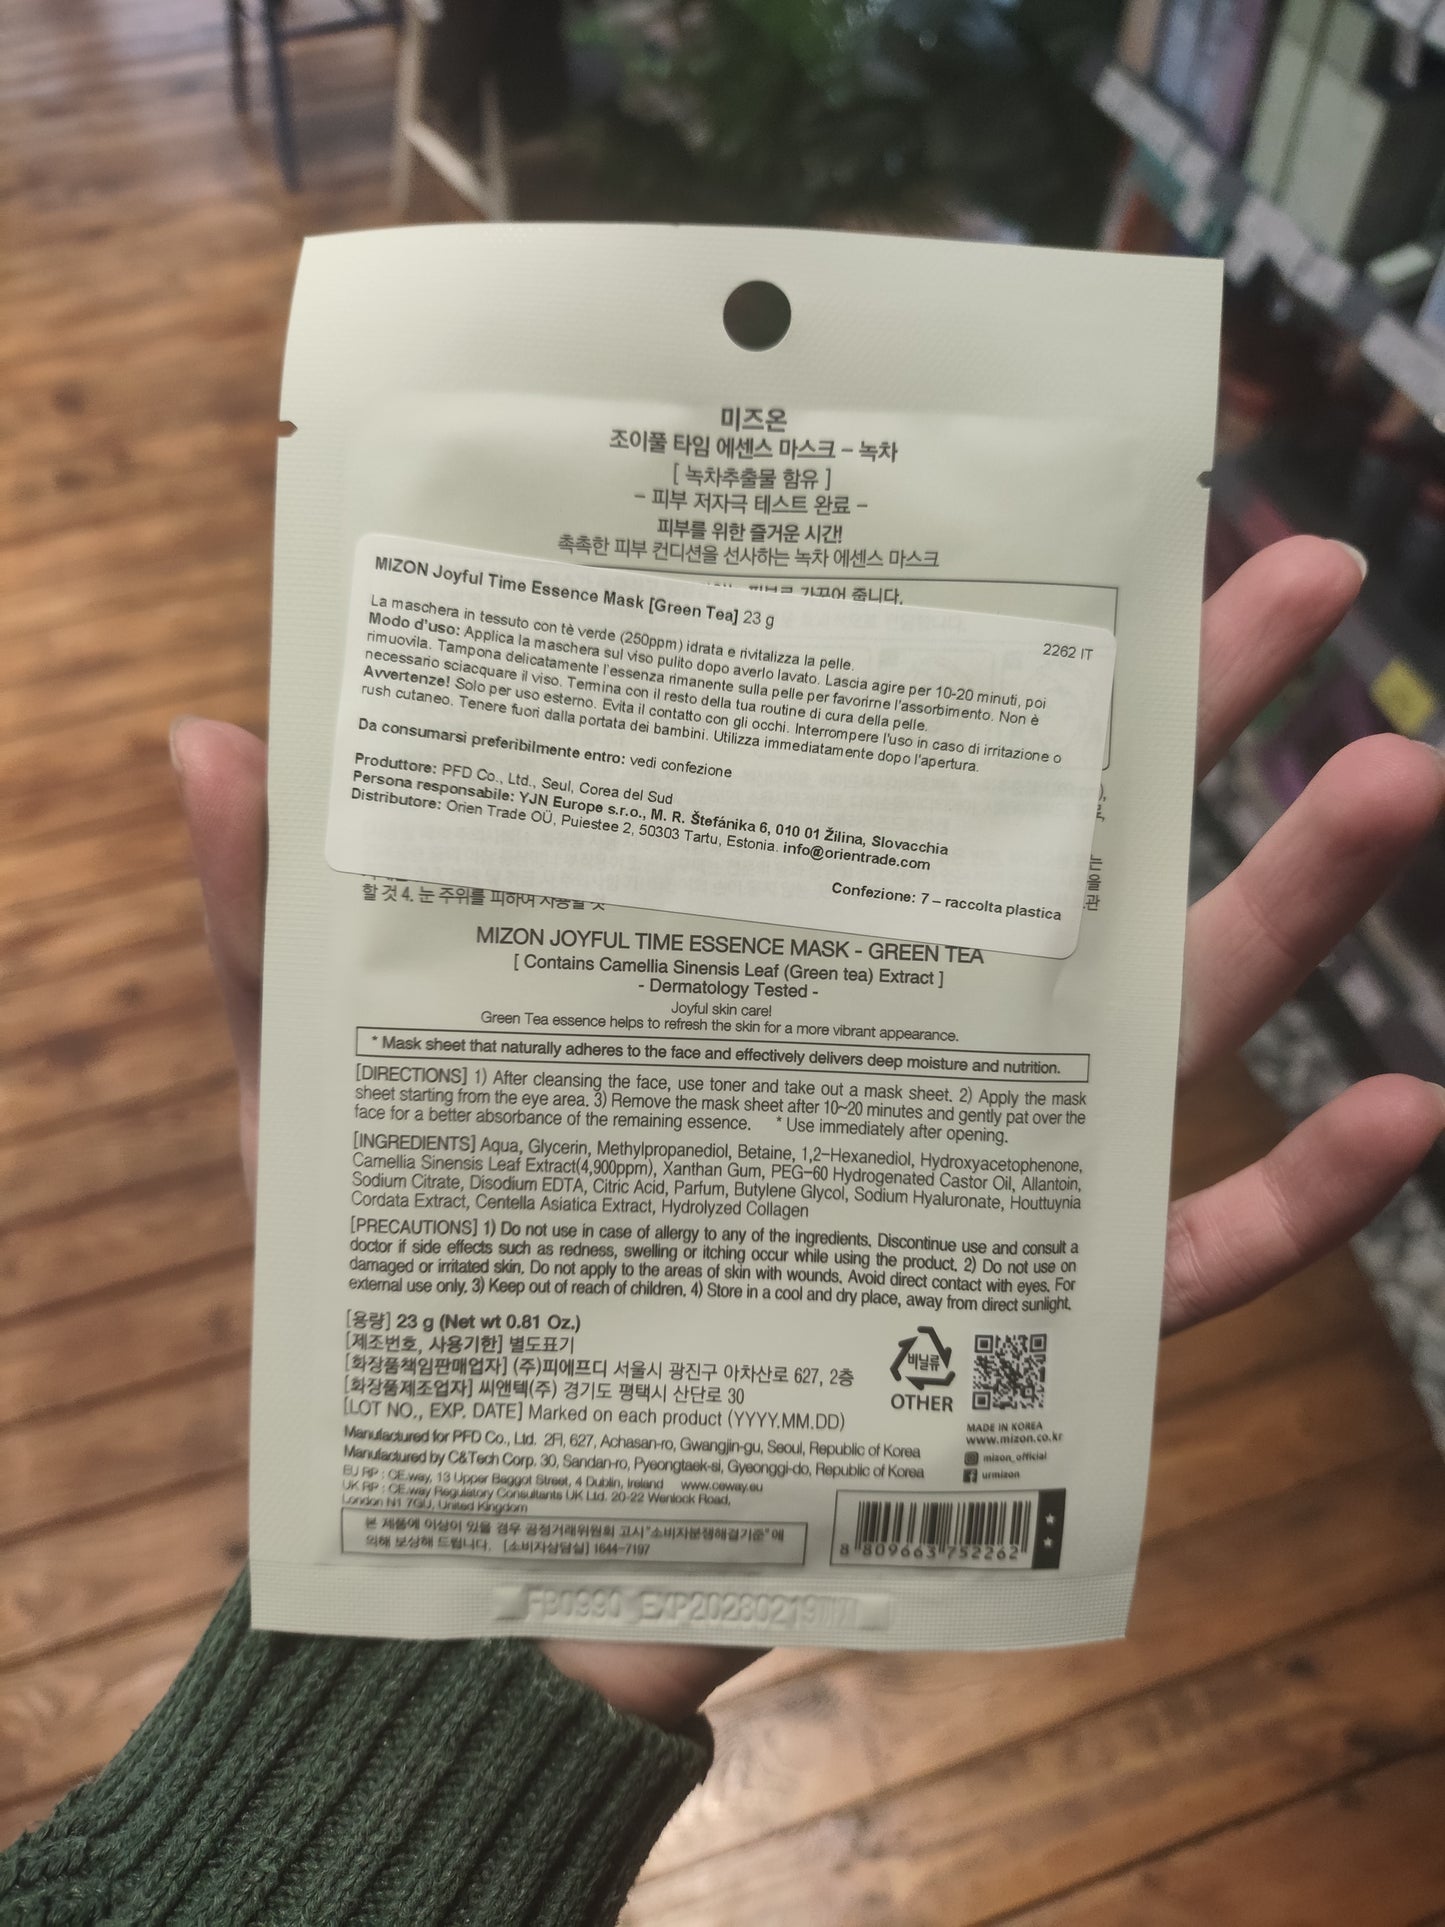 미즈온
조이풀 타임 에센스 마스크 – 녹차
[ 녹차추출물 함유 ]
– 피부 저자극 테스트 완료 –
피부를 위한 즐거운 시간!
촉촉한 피부 컨디션을 선사하는 녹차 에센스 마스크
가꾸어 줍니다.
MIZON Joyful Time Essence Mask [Green Tea] 23 g
2262 IT
La maschera in tessuto con tè verde (250ppm) idrata e rivitalizza la pelle.
Modo d'uso: Applica la maschera sul viso pulito dopo averlo lavato. Lascia agire per 10-20 minuti, poi
rimuovila. Tampona delicatamente l'essenza rimanente sulla pelle per favorirne l'assorbimento. Non è
necessario sciacquare il viso. Termina con il resto della tua routine di cura della pelle.
Avvertenze! Solo per uso esterno. Evita il contatto con gli occhi. Interrompere l'uso in caso di irritazione o
rush cutaneo. Tenere fuori dalla portata dei bambini. Utilizza immediatamente dopo l'apertura.
Da consumarsi preferibilmente entro: vedi confezione
Produttore: PFD Co., Ltd., Seul, Corea del Sud
Persona responsabile: YJN Europe s.r.o., M. R. Štefánika 6, 010 01 Žilina, Slovacchia
Distributore: Orien Trade OÜ, Puiestee 2, 50303 Tartu, Estonia. info@orientrade.com
Confezione: 7 – raccolta plastica
할 것 4. 눈 주위를 피하여 사용할 것
MIZON JOYFUL TIME ESSENCE MASK - GREEN TEA
[ Contains Camellia Sinensis Leaf (Green tea) Extract ]
- Dermatology Tested -
Joyful skin care!
Green Tea essence helps to refresh the skin for a more vibrant appearance.
* Mask sheet that naturally adheres to the face and effectively delivers deep moisture and nutrition.
[DIRECTIONS] 1) After cleansing the face, use toner and take out a mask sheet. 2) Apply the mask
sheet starting from the eye area. 3) Remove the mask sheet after 10~20 minutes and gently pat over the
face for a better absorbance of the remaining essence. * Use immediately after opening.
[INGREDIENTS] Aqua, Glycerin, Methylpropanediol, Betaine, 1,2-Hexanediol, Hydroxyacetophenone,
Camellia Sinensis Leaf Extract(4,900ppm), Xanthan Gum, PEG-60 Hydrogenated Castor Oil, Allantoin,
Sodium Citrate, Disodium EDTA, Citric Acid, Parfum, Butylene Glycol, Sodium Hyaluronate, Houttuynia
Cordata Extract, Centella Asiatica Extract, Hydrolyzed Collagen
[PRECAUTIONS] 1) Do not use in case of allergy to any of the ingredients. Discontinue use and consult a
doctor if side effects such as redness, swelling or itching occur while using the product. 2) Do not use on
damaged or irritated skin. Do not apply to the areas of skin with wounds. Avoid direct contact with eyes. For
external use only. 3) Keep out of reach of children. 4) Store in a cool and dry place, away from direct sunlight.
[용량] 23 g (Net wt 0.81 Oz.)
[제조번호, 사용기한] 별도표기
[화장품책임판매업자] (주)피에프디 서울시 광진구 아차산로 627, 2층
[화장품제조업자] 씨앤텍(주) 경기도 평택시 산단로 30
[LOT NO., EXP. DATE] Marked on each product (YYYY.MM.DD)
비닐류
OTHER
MADE IN KOREA
www.mizon.co.kr
mizon_official
urmizon
Manufactured for PFD Co., Ltd. 2Fl, 627, Achasan-ro, Gwangjin-gu, Seoul, Republic of Korea
Manufactured by C&Tech Corp. 30, Sandan-ro, Pyeongtaek-si, Gyeonggi-do, Republic of Korea
EU RP : CE.way, 13 Upper Baggot Street, 4 Dublin, Ireland www.ceway.eu
UK RP : CE.way Regulatory Consultants UK Ltd. 20-22 Wenlock Road,
London N1 7GU, United Kingdom
본 제품에 이상이 있을 경우 공정거래위원회 고시 "소비자분쟁해결기준"에
의해 보상해 드립니다. [소비자상담실] 1644-7197
8 809663 752262
EXP20280219